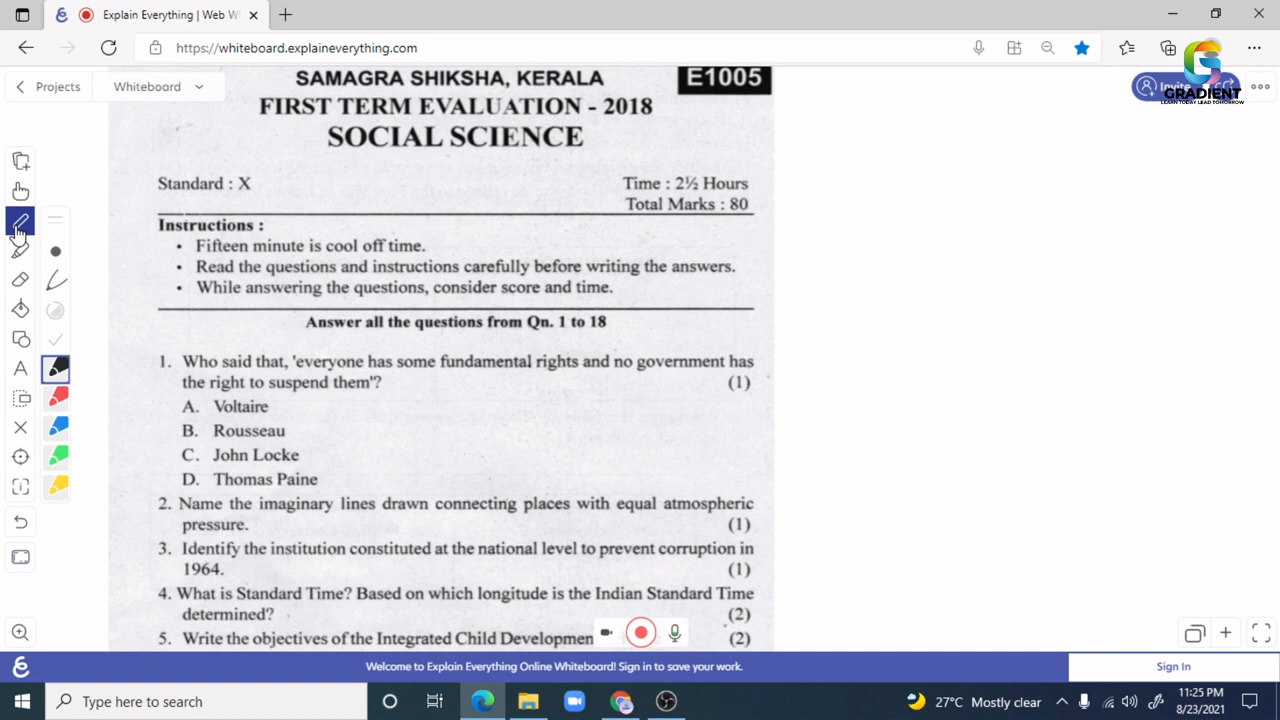 Explain Everything | Web W
https://whiteboard.explaineverything.com
Projects
Whiteboard
Invite
GRADIENT
LEARN TODAY LEAD TOMORROW
SAMAGRA SHIKSHA, KERALA
E1005
FIRST TERM EVALUATION - 2018
SOCIAL SCIENCE
Standard : X
Time : 2½ Hours
Total Marks : 80
Instructions :
• Fifteen minute is cool off time.
• Read the questions and instructions carefully before writing the answers.
• While answering the questions, consider score and time.
Answer all the questions from Qn. 1 to 18
1. Who said that, 'everyone has some fundamental rights and no government has
the right to suspend them'? (1)
A. Voltaire
B. Rousseau
C. John Locke
D. Thomas Paine
2. Name the imaginary lines drawn connecting places with equal atmospheric
pressure. (1)
3. Identify the institution constituted at the national level to prevent corruption in
1964. (1)
4. What is Standard Time? Based on which longitude is the Indian Standard Time
determined? (2)
5. Write the objectives of the Integrated Child Developmen (2)
Welcome to Explain Everything Online Whiteboard! Sign in to save your work.
Sign In
Type here to search
27°C Mostly clear
11:25 PM
8/23/2021